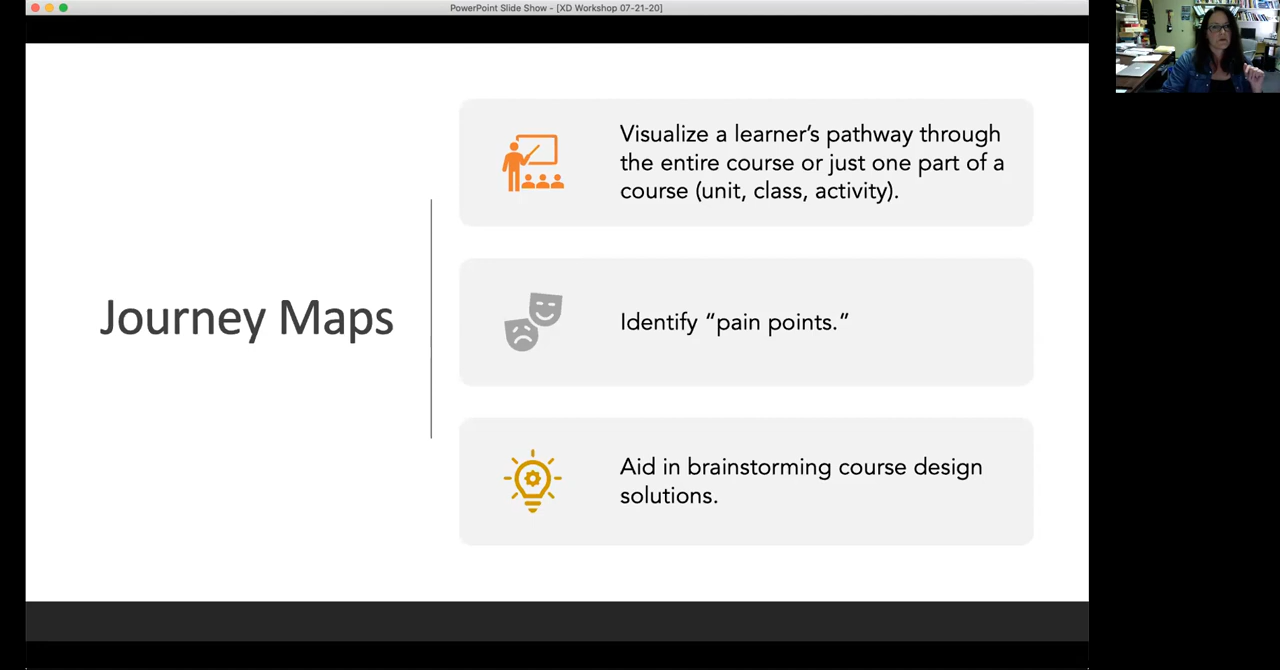 PowerPoint Slide Show - [XD Workshop 07-21-20]
Journey Maps
Visualize a learner’s pathway through
the entire course or just one part of a
course (unit, class, activity).
Identify “pain points.”
Aid in brainstorming course design
solutions.